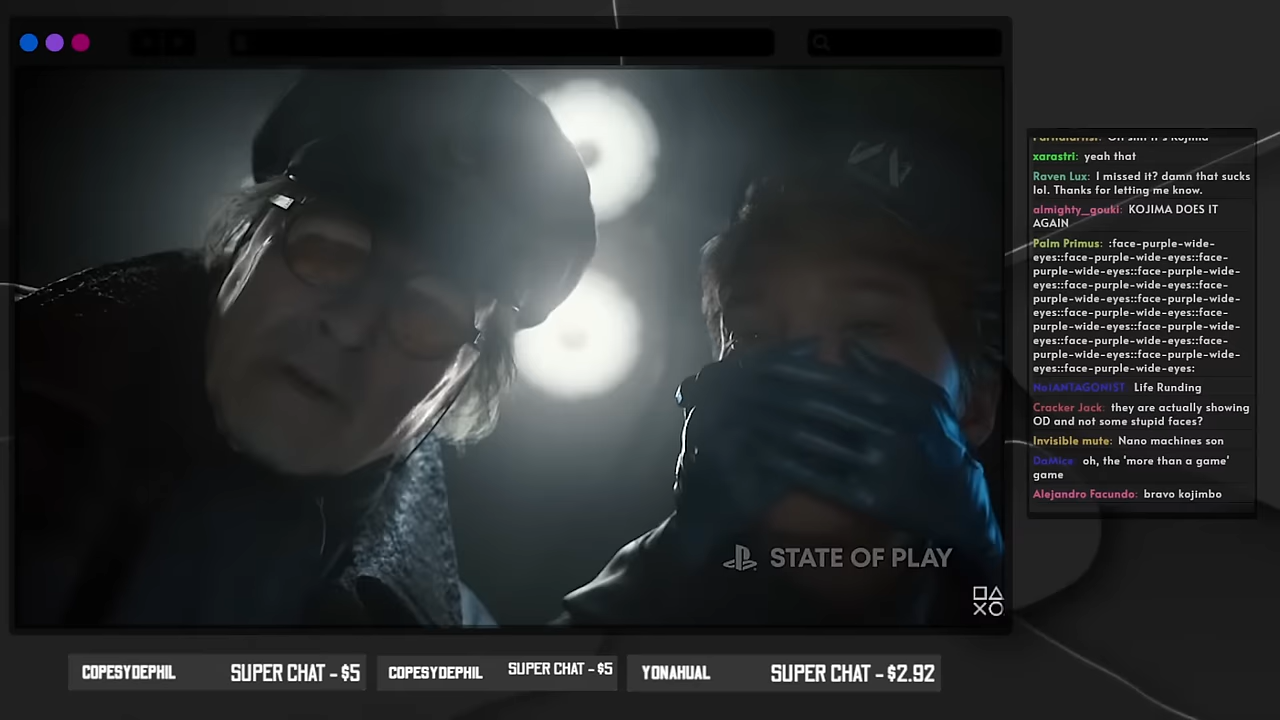 xarastri: yeah that
Raven Lux: I missed it? damn that sucks
lol. Thanks for letting me know.
almighty_gouki: KOJIMA DOES IT
AGAIN
Palm Primus: :face-purple-wide-
eyes::face-purple-wide-eyes::face-
purple-wide-eyes::face-purple-wide-
eyes::face-purple-wide-eyes::face-
purple-wide-eyes::face-purple-wide-
eyes::face-purple-wide-eyes::face-
purple-wide-eyes::face-purple-wide-
eyes::face-purple-wide-eyes::face-
purple-wide-eyes::face-purple-wide-
eyes::face-purple-wide-eyes:
NoIANTAGONIST: Life Runding
Cracker Jack: they are actually showing
OD and not some stupid faces?
Invisible mute: Nano machines son
DaMice: oh, the 'more than a game'
game
Alejandro Facundo: bravo kojimbo
STATE OF PLAY
COPESYDEPHIL SUPER CHAT - $5
COPESYDEPHIL SUPER CHAT - $5
YONAHUAL SUPER CHAT - $2.92